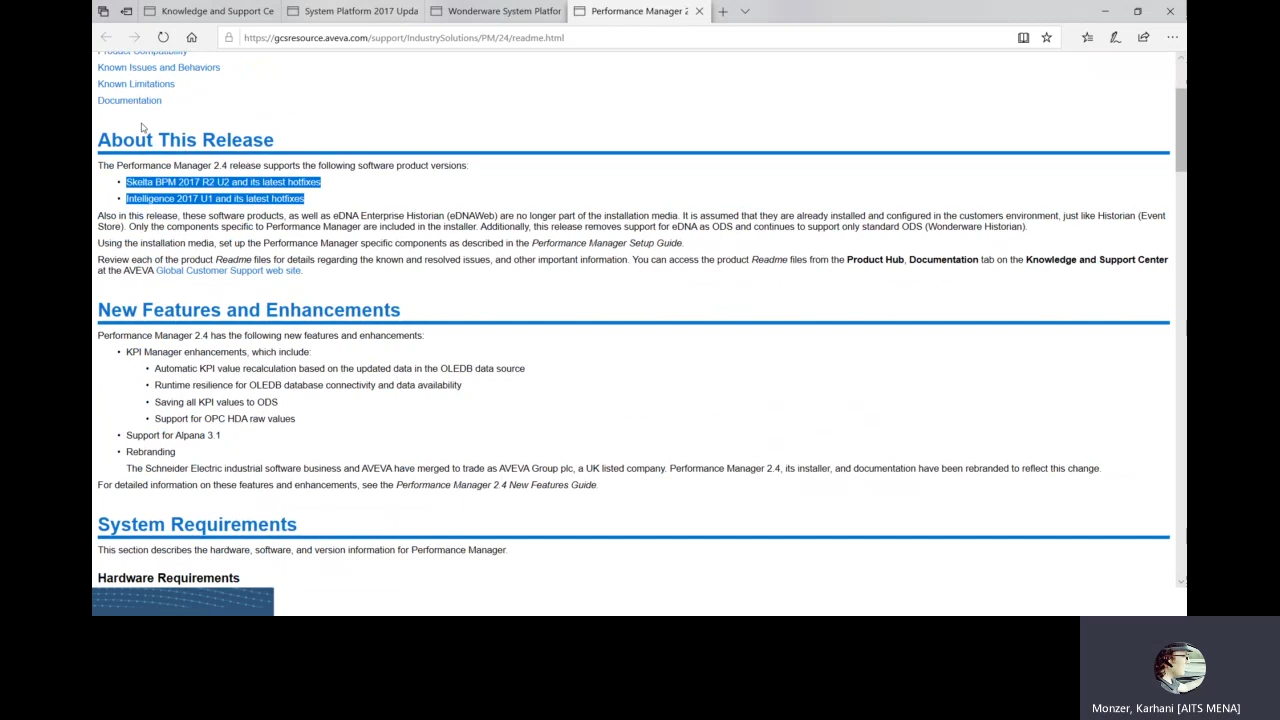 Knowledge and Support Ce
System Platform 2017 Upda
Wonderware System Platfor
Performance Manager 2
https://gcsresource.aveva.com/support/IndustrySolutions/PM/24/readme.html
Product Compatibility
Known Issues and Behaviors
Known Limitations
Documentation
About This Release
The Performance Manager 2.4 release supports the following software product versions:
• Skelta BPM 2017 R2 U2 and its latest hotfixes
• Intelligence 2017 U1 and its latest hotfixes
Also in this release, these software products, as well as eDNA Enterprise Historian (eDNAWeb) are no longer part of the installation media. It is assumed that they are already installed and configured in the customers environment, just like Historian (Event
Store). Only the components specific to Performance Manager are included in the installer. Additionally, this release removes support for eDNA as ODS and continues to support only standard ODS (Wonderware Historian).
Using the installation media, set up the Performance Manager specific components as described in the Performance Manager Setup Guide.
Review each of the product Readme files for details regarding the known and resolved issues, and other important information. You can access the product Readme files from the Product Hub, Documentation tab on the Knowledge and Support Center
at the AVEVA Global Customer Support web site.
New Features and Enhancements
Performance Manager 2.4 has the following new features and enhancements:
• KPI Manager enhancements, which include:
• Automatic KPI value recalculation based on the updated data in the OLEDB data source
• Runtime resilience for OLEDB database connectivity and data availability
• Saving all KPI values to ODS
• Support for OPC HDA raw values
• Support for Alpana 3.1
• Rebranding
The Schneider Electric industrial software business and AVEVA have merged to trade as AVEVA Group plc, a UK listed company. Performance Manager 2.4, its installer, and documentation have been rebranded to reflect this change.
For detailed information on these features and enhancements, see the Performance Manager 2.4 New Features Guide.
System Requirements
This section describes the hardware, software, and version information for Performance Manager.
Hardware Requirements
Monzer, Karhani [AITS MENA]